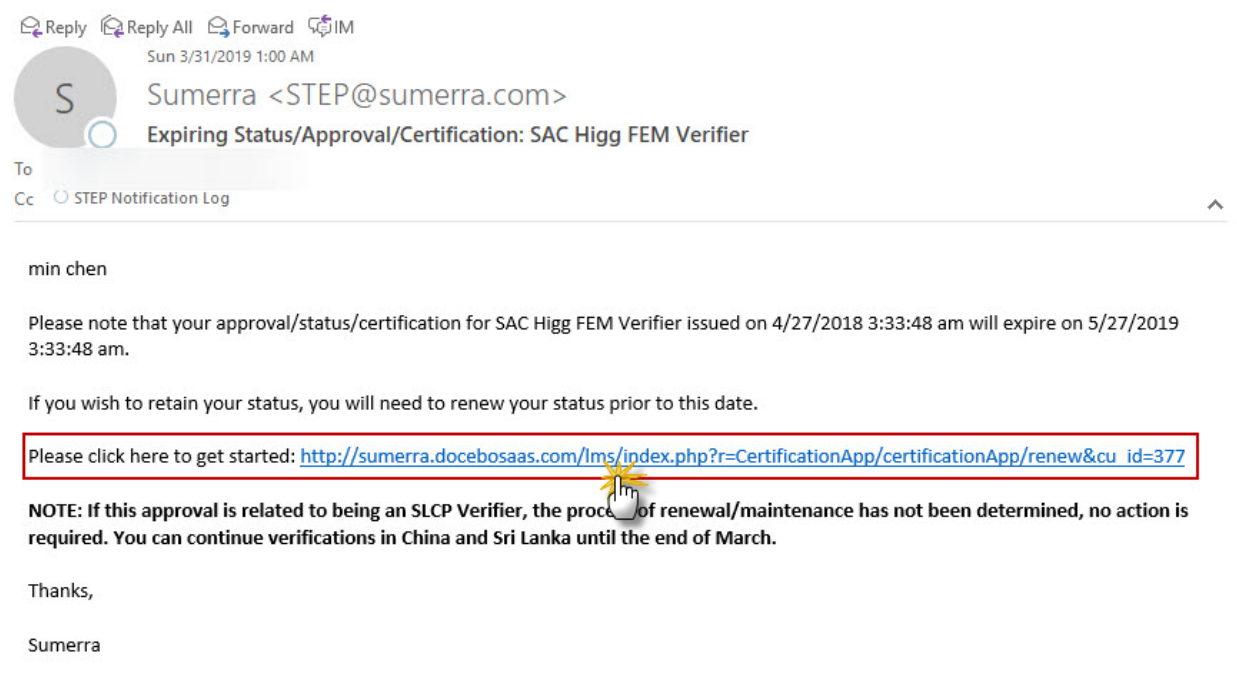 Reply Reply All Forward IM
Sun 3/31/2019 1:00 AM
S
Sumerra <STEP@sumerra.com>
Expiring Status/Approval/Certification: SAC Higg FEM Verifier
To
Cc STEP Notification Log
min chen
Please note that your approval/status/certification for SAC Higg FEM Verifier issued on 4/27/2018 3:33:48 am will expire on 5/27/2019
3:33:48 am.
If you wish to retain your status, you will need to renew your status prior to this date.
Please click here to get started: http://sumerra.docebosaas.com/lms/index.php?r=CertificationApp/certificationApp/renew&cu_id=377
NOTE: If this approval is related to being an SLCP Verifier, the process of renewal/maintenance has not been determined, no action is
required. You can continue verifications in China and Sri Lanka until the end of March.
Thanks,
Sumerra